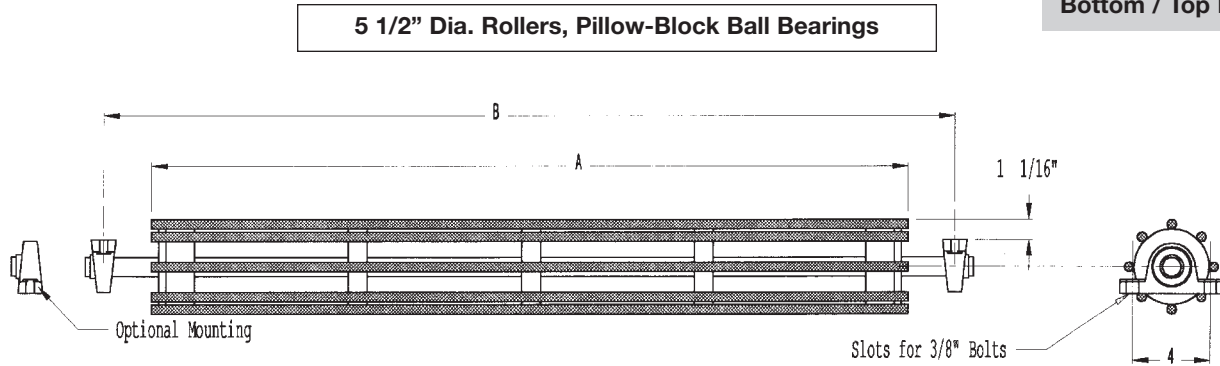 Bottom / Top
5 1/2” Dia. Rollers, Pillow-Block Ball Bearings
B
A
1 1/16"
Optional Mounting
Slots for 3/8" Bolts
4